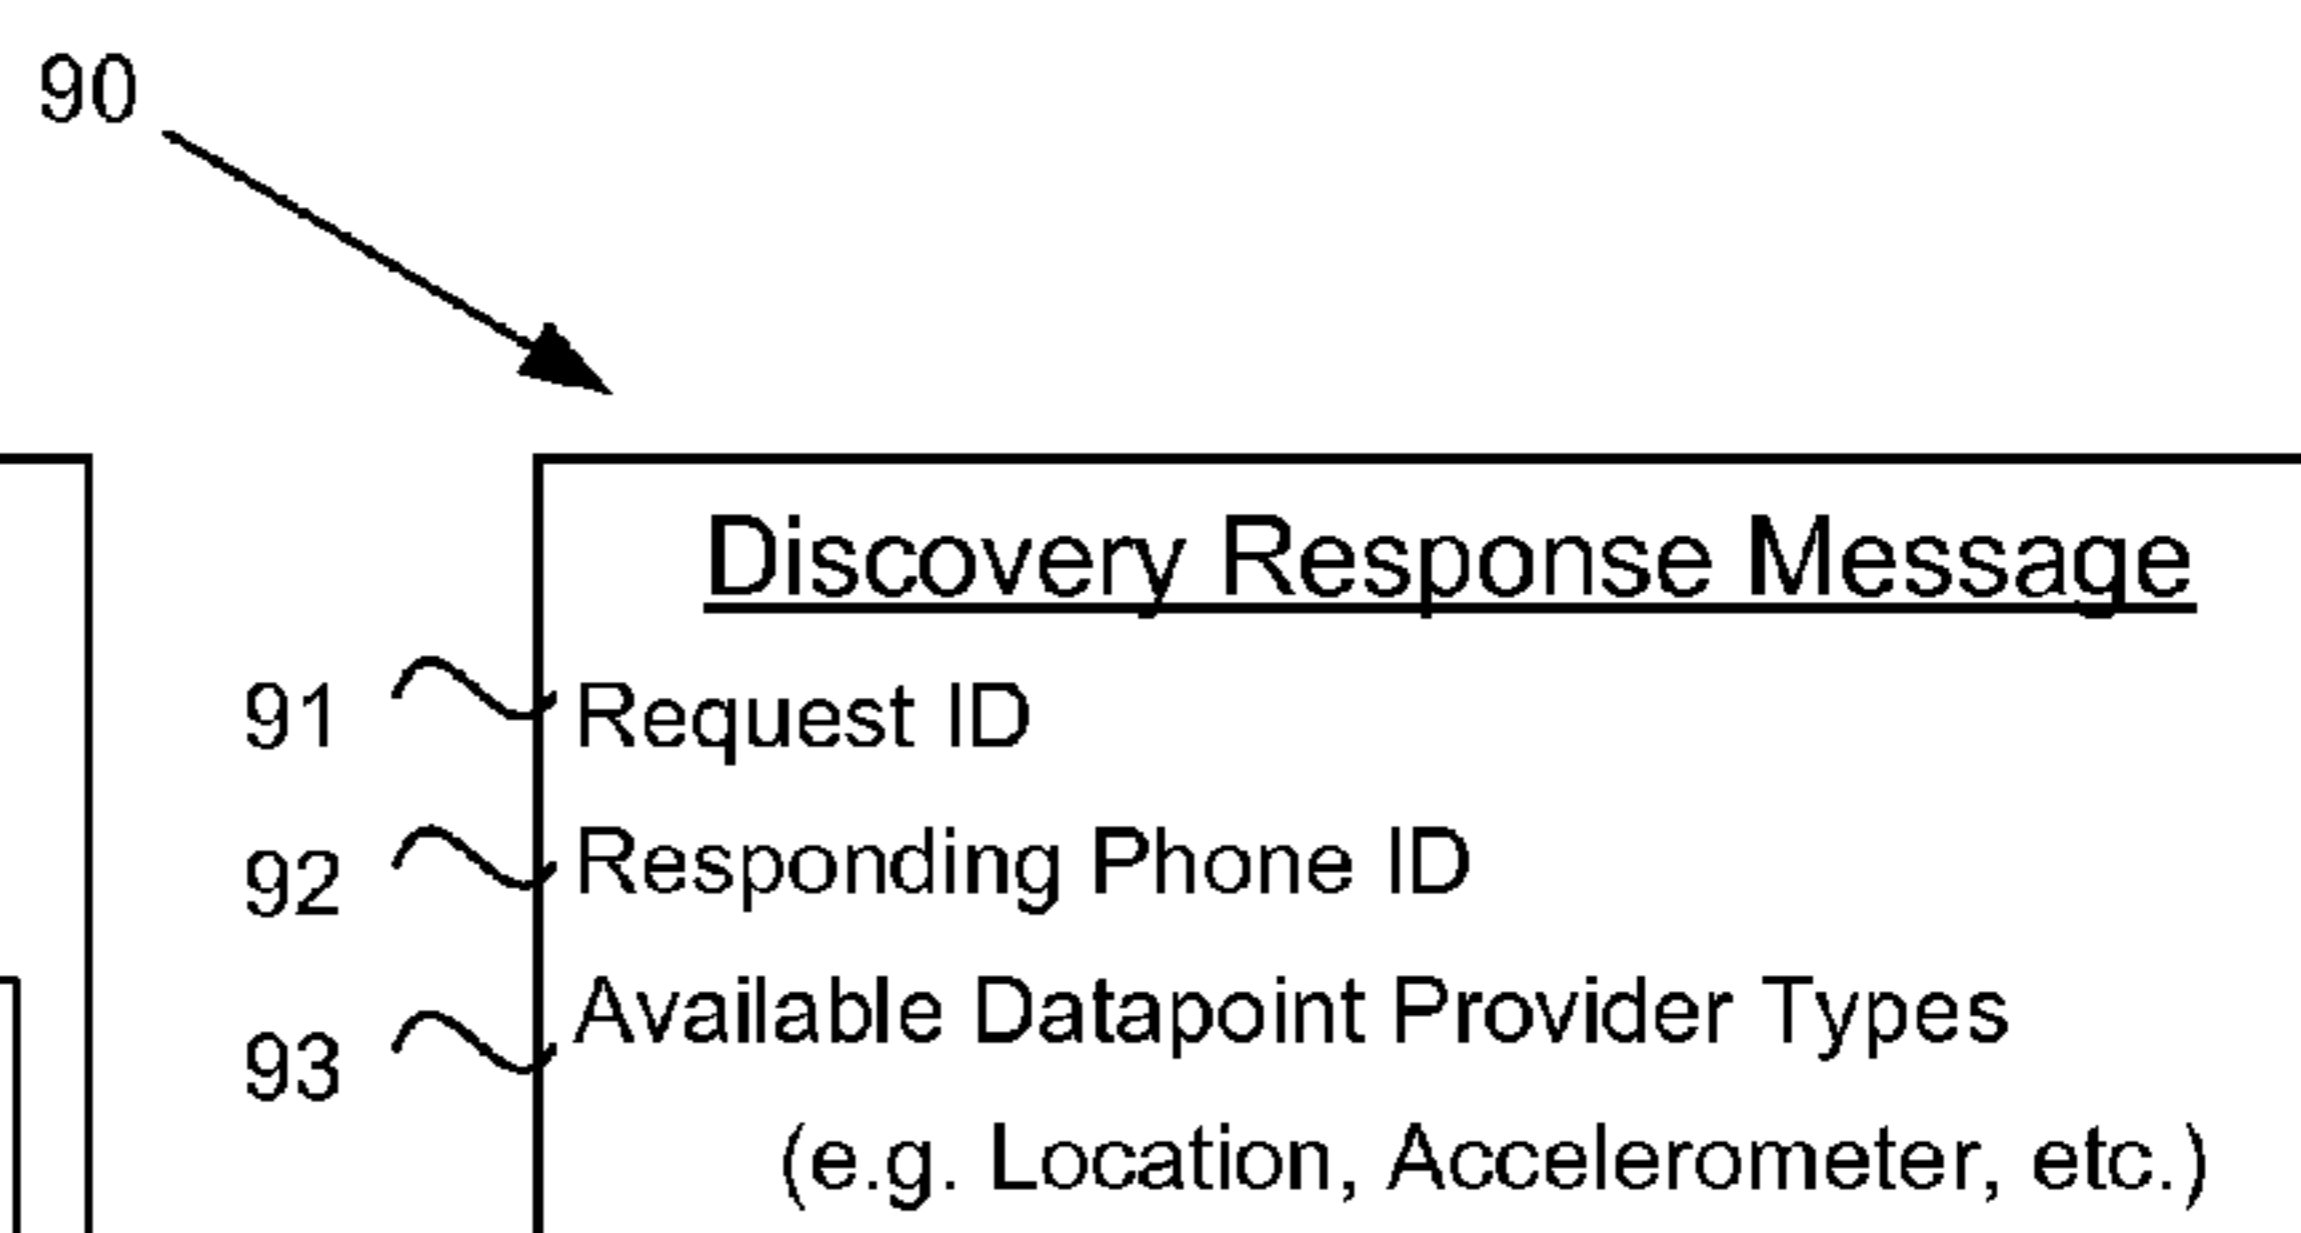 90
Discovery Response Message
91 Request ID
92 Responding Phone ID
93 Available Datapoint Provider Types
(e.g. Location, Accelerometer, etc.)